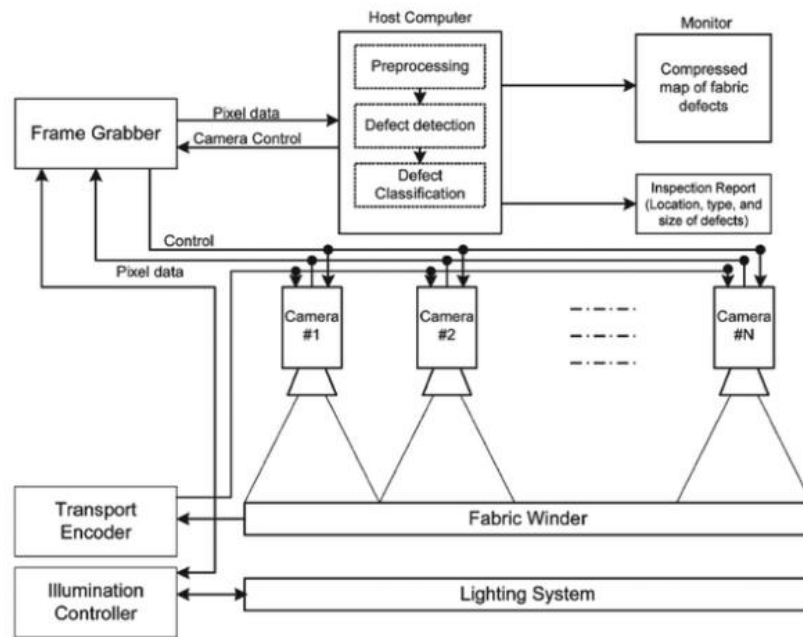 Host Computer
Monitor
Preprocessing
Defect detection
Defect
Classification
Compressed
map of fabric
defects
Frame Grabber
Pixel data
Camera Control
Inspection Report
(Location, type, and
size of defects)
Control
Pixel data
Camera
#1
Camera
#2
Camera
#N
Transport
Encoder
Fabric Winder
Illumination
Controller
Lighting System